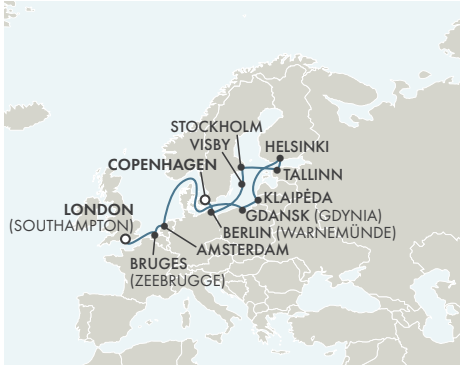 STOCKHOLM
VISBY
HELSINKI
COPENHAGEN
TALLINN
KLAIPĖDA
LONDON
(SOUTHAMPTON)
GDANSK (GDYNIA)
BERLIN (WARNEMÜNDE)
AMSTERDAM
BRUGES
(ZEEBRUGGE)